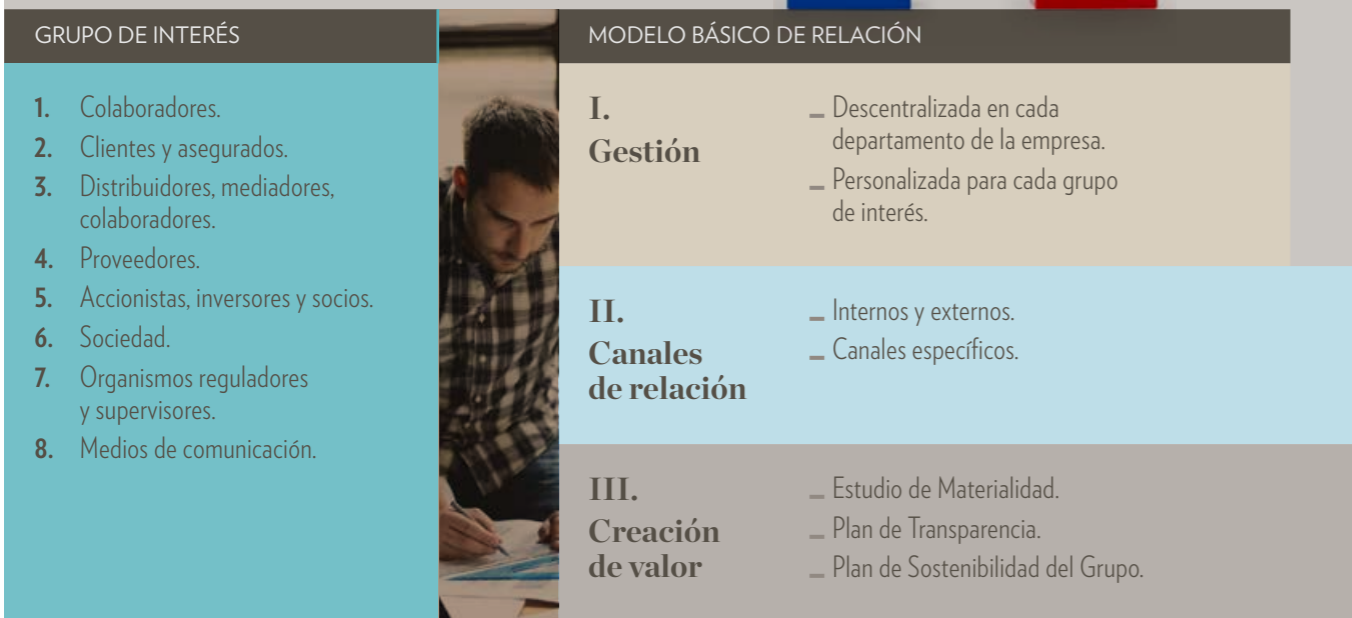 GRUPO DE INTERÉS
1. Colaboradores.
2. Clientes y asegurados.
3. Distribuidores, mediadores,
colaboradores.
4. Proveedores.
5. Accionistas, inversores y socios.
6. Sociedad.
7. Organismos reguladores
y supervisores.
8. Medios de comunicación.
MODELO BÁSICO DE RELACIÓN
I.
Gestión
Descentralizada en cada
departamento de la empresa.
Personalizada para cada grupo
de interés.
II.
Canales
de relación
Internos y externos.
Canales específicos.
III.
Creación
de valor
Estudio de Materialidad.
Plan de Transparencia.
Plan de Sostenibilidad del Grupo.